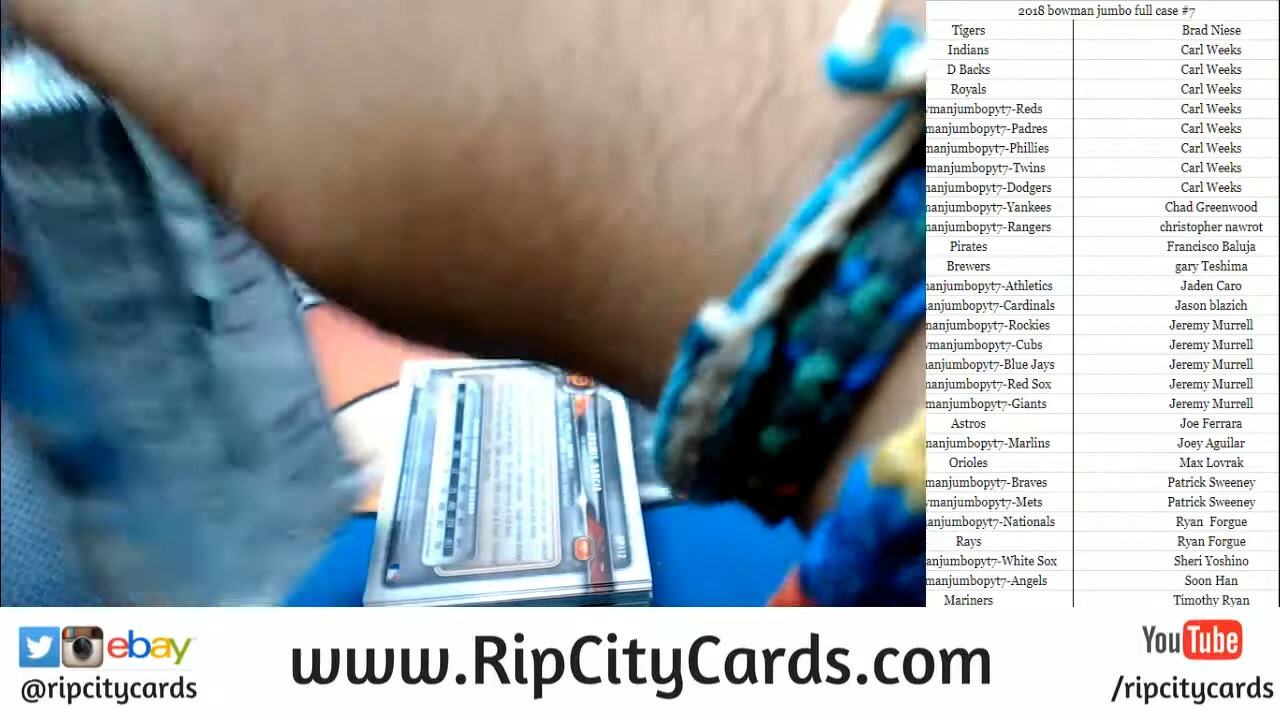 2018 bowman jumbo full case #7
Tigers Brad Niese
Indians Carl Weeks
D Backs Carl Weeks
Royals Carl Weeks
wmanjumbopyt7-Reds Carl Weeks
manjumbopyt7-Padres Carl Weeks
manjumbopyt7-Phillies Carl Weeks
manjumbopyt7-Twins Carl Weeks
manjumbopyt7-Dodgers Carl Weeks
manjumbopyt7-Yankees Chad Greenwood
manjumbopyt7-Rangers christopher nawrot
Pirates Francisco Baluja
Brewers gary Teshima
manjumbopyt7-Athletics Jaden Caro
manjumbopyt7-Cardinals Jason blazich
manjumbopyt7-Rockies Jeremy Murrell
wmanjumbopyt7-Cubs Jeremy Murrell
manjumbopyt7-Blue Jays Jeremy Murrell
manjumbopyt7-Red Sox Jeremy Murrell
manjumbopyt7-Giants Jeremy Murrell
Astros Joe Ferrara
manjumbopyt7-Marlins Joey Aguilar
Orioles Max Lovrak
manjumbopyt7-Braves Patrick Sweeney
wmanjumbopyt7-Mets Patrick Sweeney
anjumbopyt7-Nationals Ryan Forgue
Rays Ryan Forgue
anjumbopyt7-White Sox Sheri Yoshino
manjumbopyt7-Angels Soon Han
Mariners Timothy Ryan
ebay
@ripcitycards
www.RipCityCards.com
YouTube
/ripcitycards